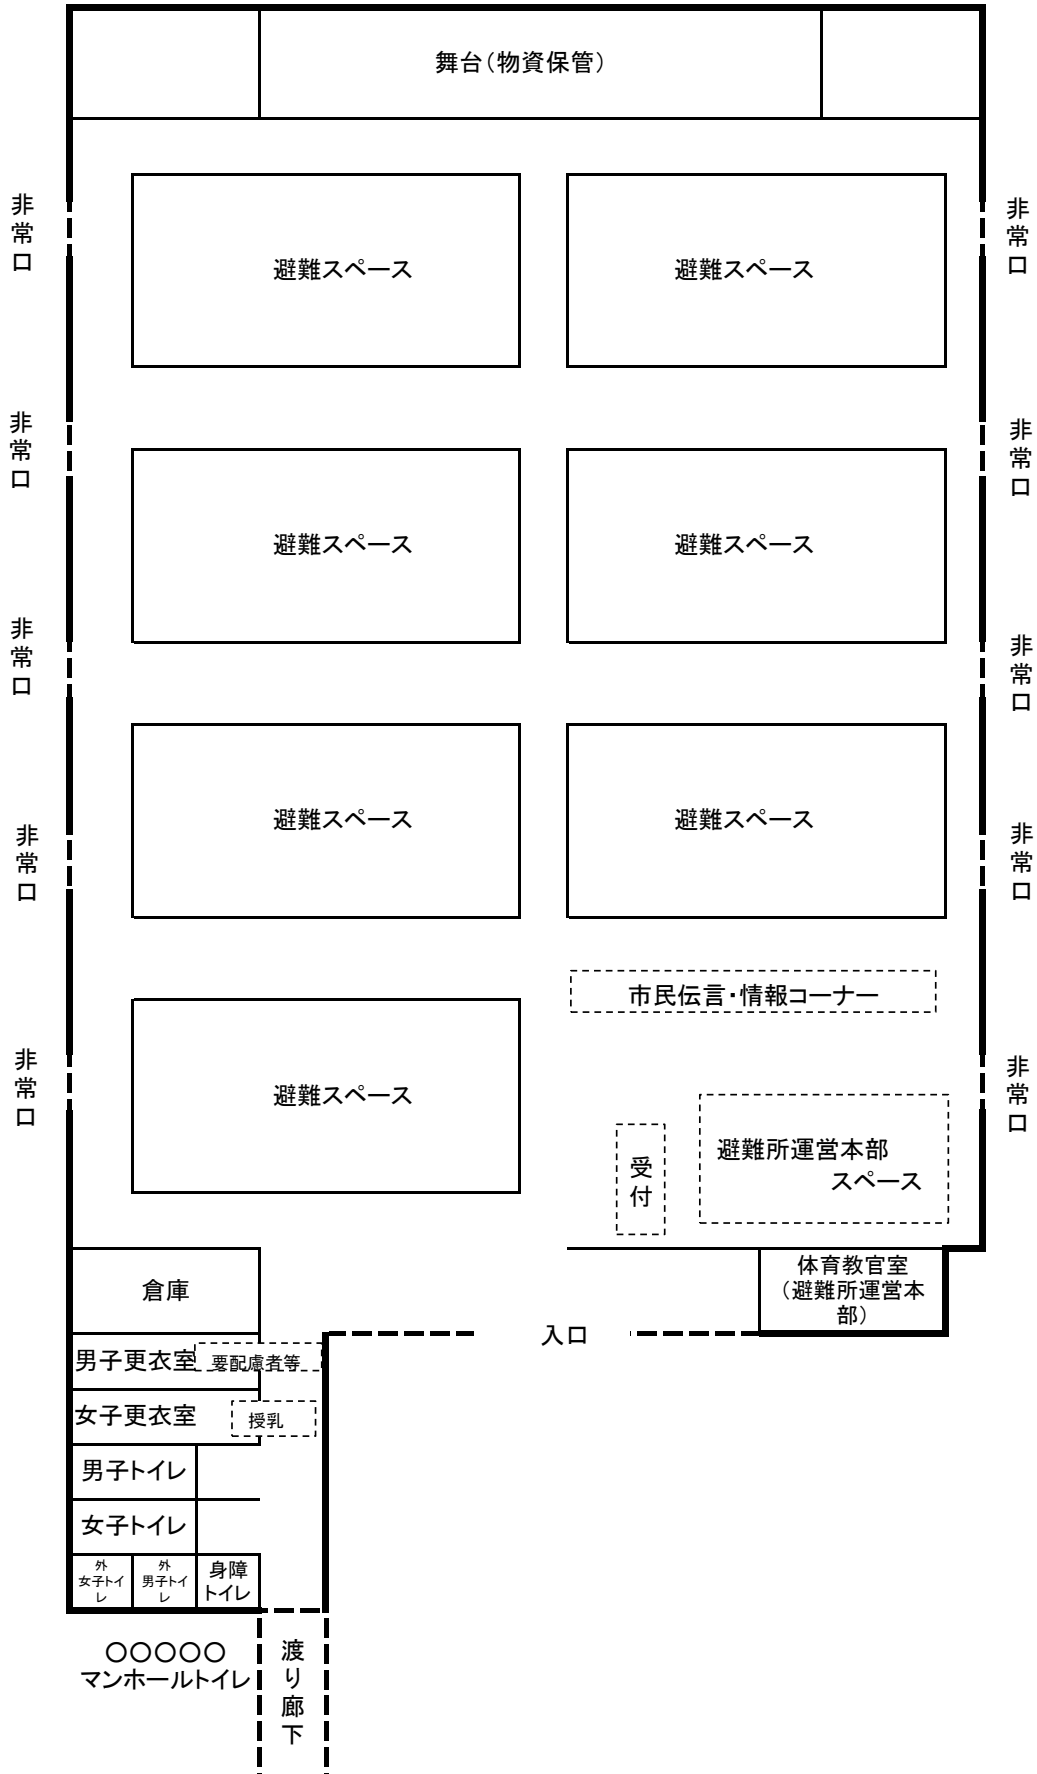 舞台（物資保管）
非常口
非常口
避難スペース
避難スペース
非常口
非常口
避難スペース
避難スペース
非常口
非常口
避難スペース
避難スペース
非常口
非常口
市民伝言・情報コーナー
非常口
非常口
避難スペース
受付
避難所運営本部
スペース
倉庫
体育教官室
（避難所運営本
部）
入口
男子更衣室
要配慮者等
女子更衣室
授乳
男子トイレ
女子トイレ
外
女子トイ
レ
外
男子トイ
レ
身障
トイレ
○○○○○
マンホールトイレ
渡り廊下